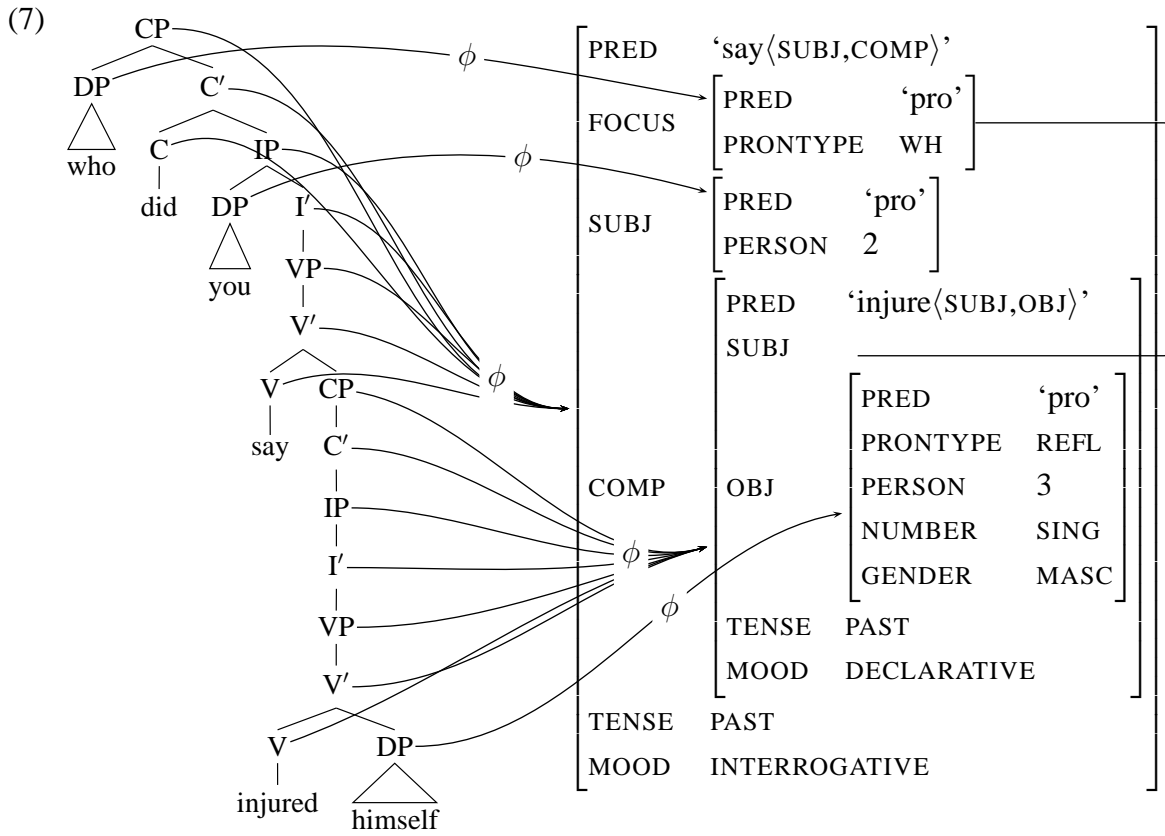 (7)
CP
DP
C′
who
C
IP
did
DP
I′
you
VP
V′
V
CP
say
C′
IP
I′
VP
V′
V
DP
injured
himself
ϕ
ϕ
ϕ
ϕ
ϕ
PRED ‘say⟨SUBJ,COMP⟩’
FOCUS
PRED ‘pro’
PRONTYPE WH
SUBJ
PRED ‘pro’
PERSON 2
COMP
PRED ‘injure⟨SUBJ,OBJ⟩’
SUBJ
OBJ
PRED ‘pro’
PRONTYPE REFL
PERSON 3
NUMBER SING
GENDER MASC
TENSE PAST
MOOD DECLARATIVE
TENSE PAST
MOOD INTERROGATIVE